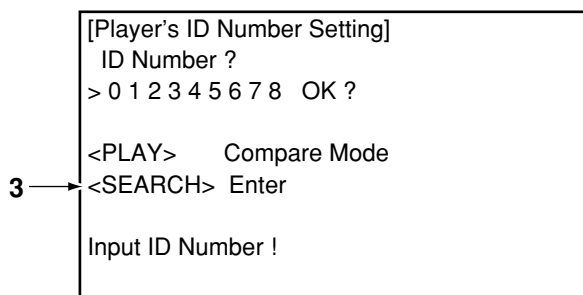 [Player's ID Number Setting]
ID Number ?
> 0 1 2 3 4 5 6 7 8 OK ?
<PLAY> Compare Mode
3 <SEARCH> Enter
Input ID Number !